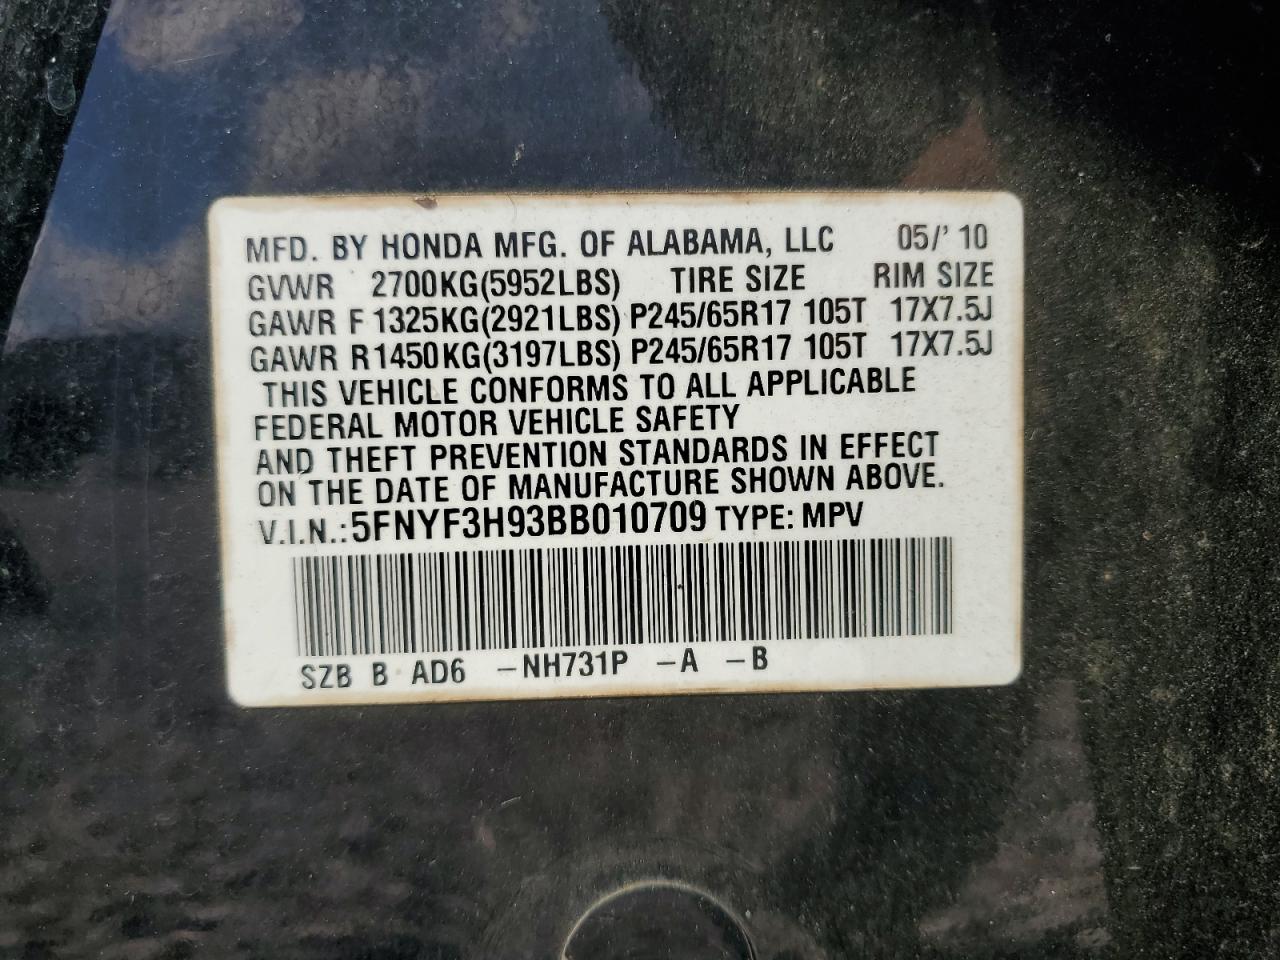 MFD. BY HONDA MFG. OF ALABAMA, LLC 05/' 10
GVWR 2700KG(5952LBS) TIRE SIZE RIM SIZE
GAWR F 1325KG(2921LBS) P245/65R17 105T 17X7.5J
GAWR R1450KG(3197LBS) P245/65R17 105T 17X7.5J
THIS VEHICLE CONFORMS TO ALL APPLICABLE
FEDERAL MOTOR VEHICLE SAFETY
AND THEFT PREVENTION STANDARDS IN EFFECT
ON THE DATE OF MANUFACTURE SHOWN ABOVE.
V.I.N.: 5FNYF3H93BB010709 TYPE: MPV
SZB B AD6 -NH731P -A -B